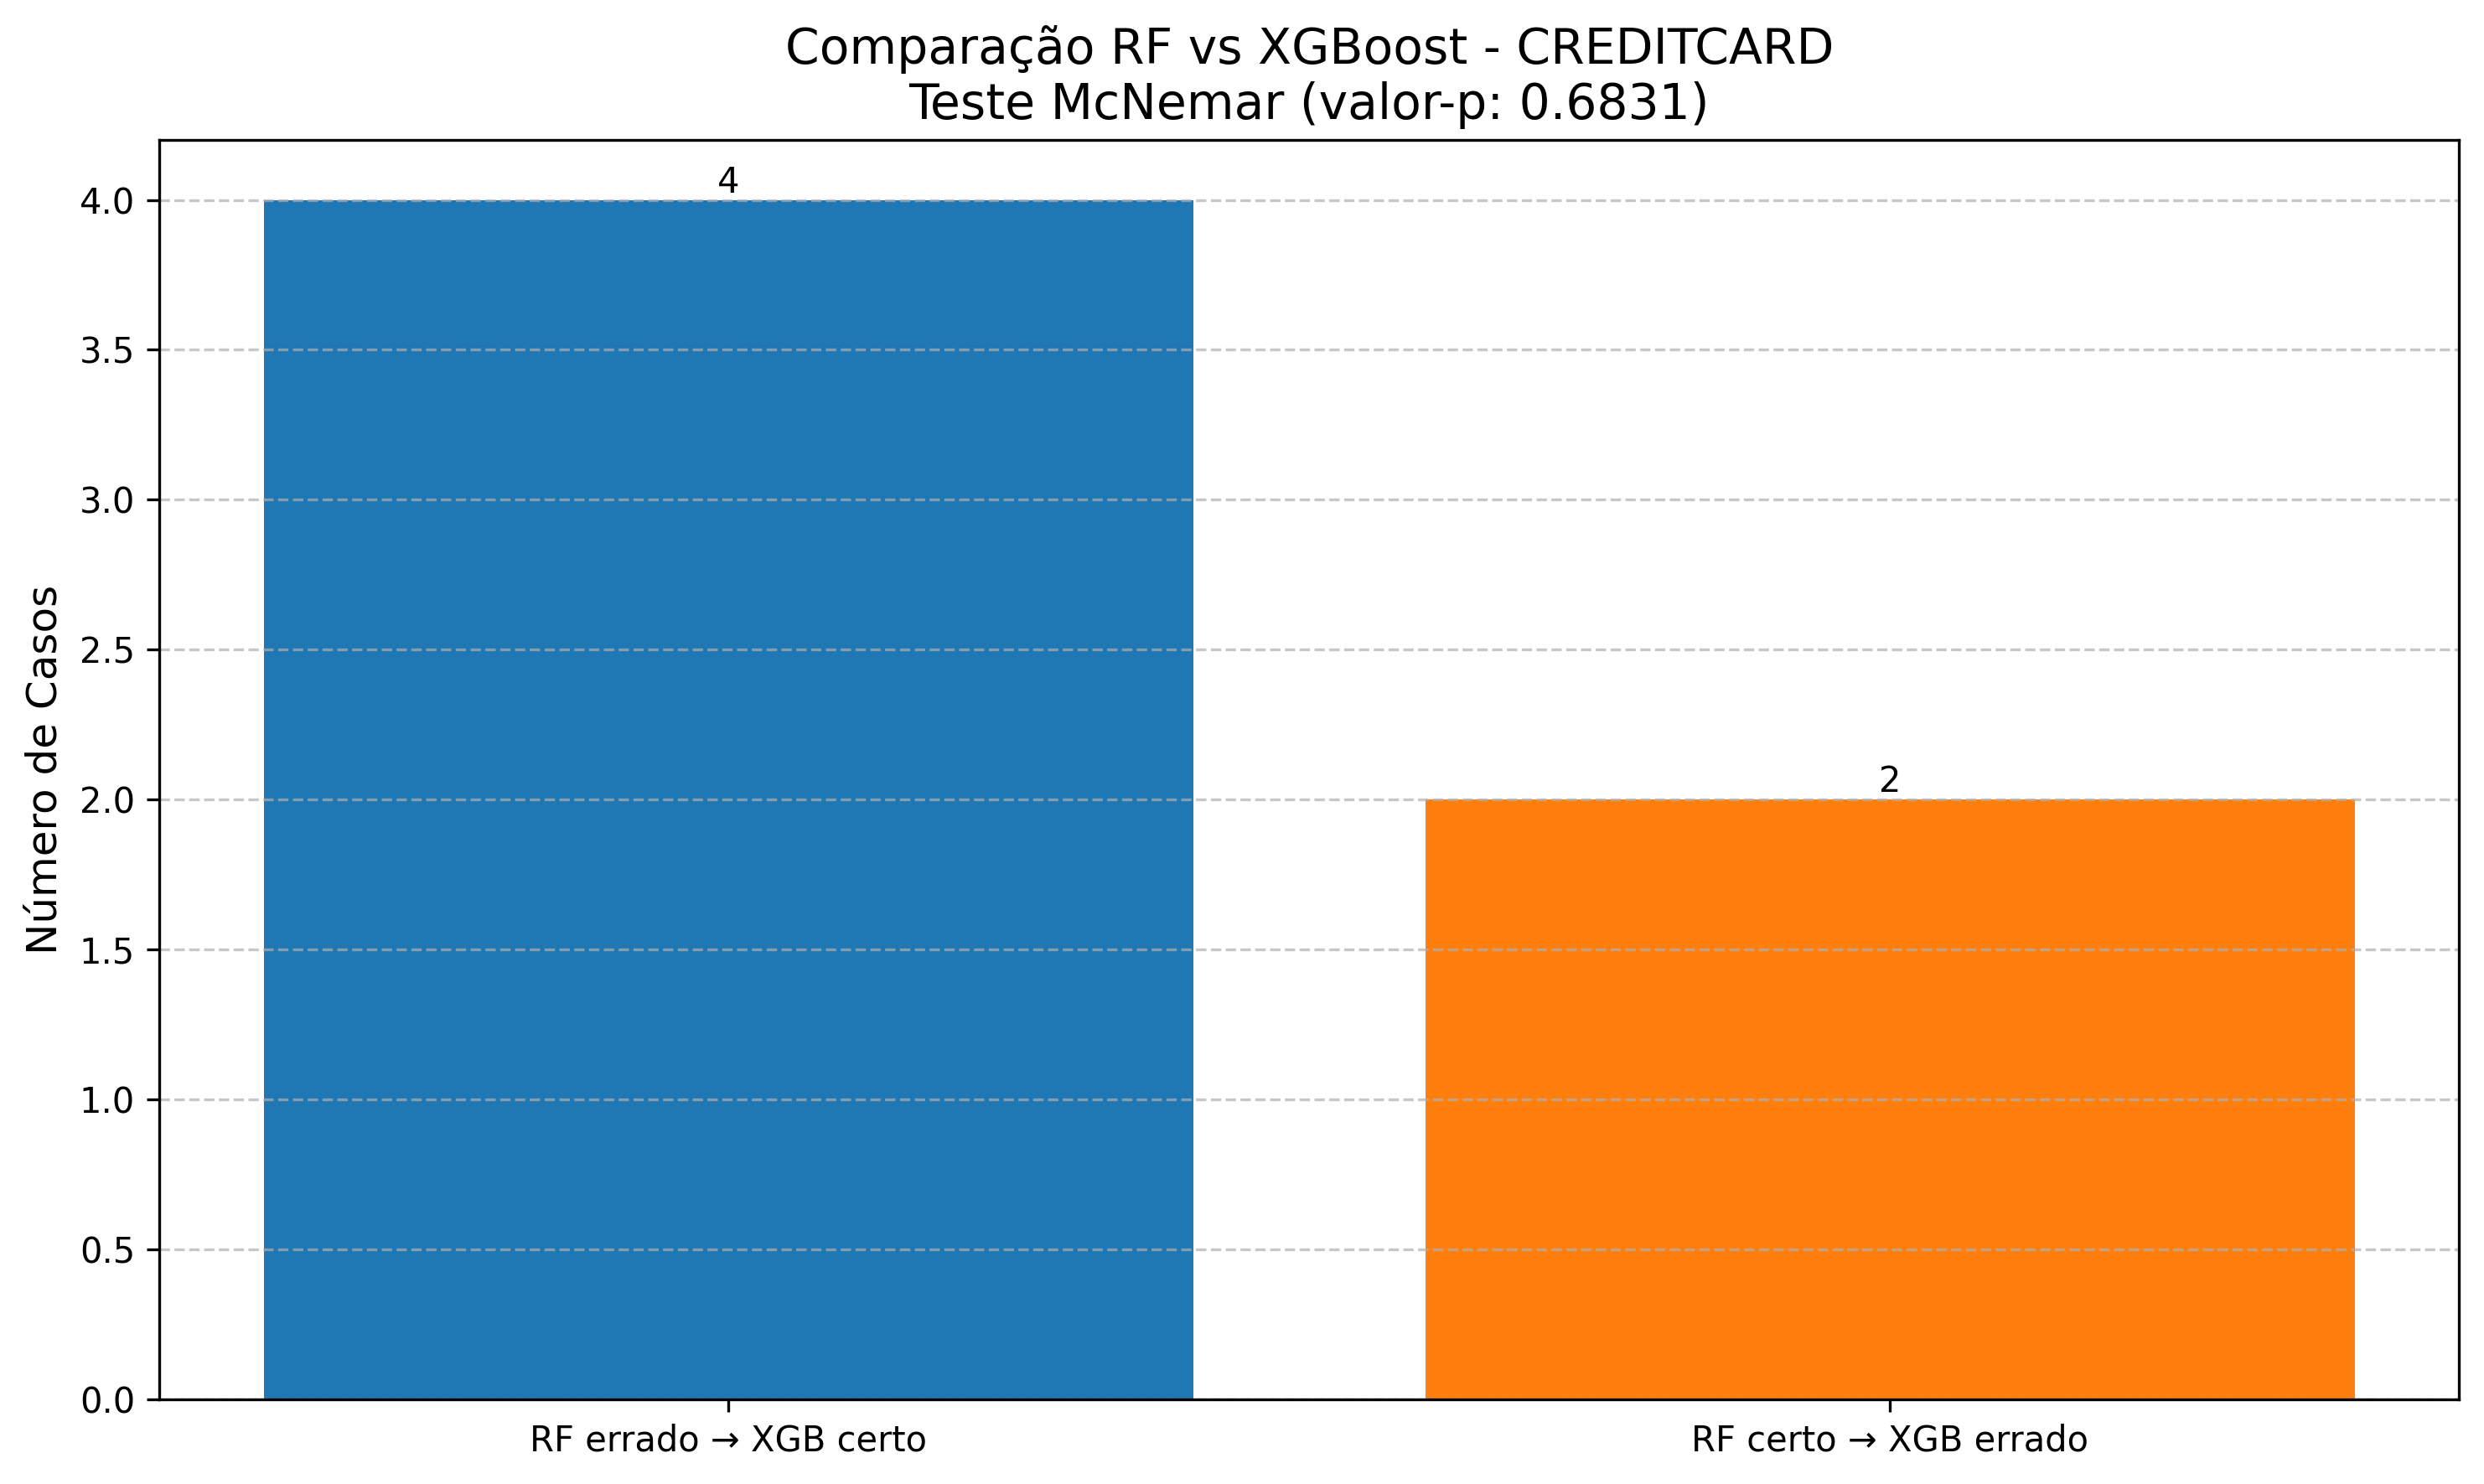 Comparação RF vs XGBoost - CREDITCARD
Teste McNemar (valor-p: 0.6831)
Número de Casos
4.0
3.5
3.0
2.5
2.0
1.5
1.0
0.5
0.0
4
2
RF errado → XGB certo
RF certo → XGB errado